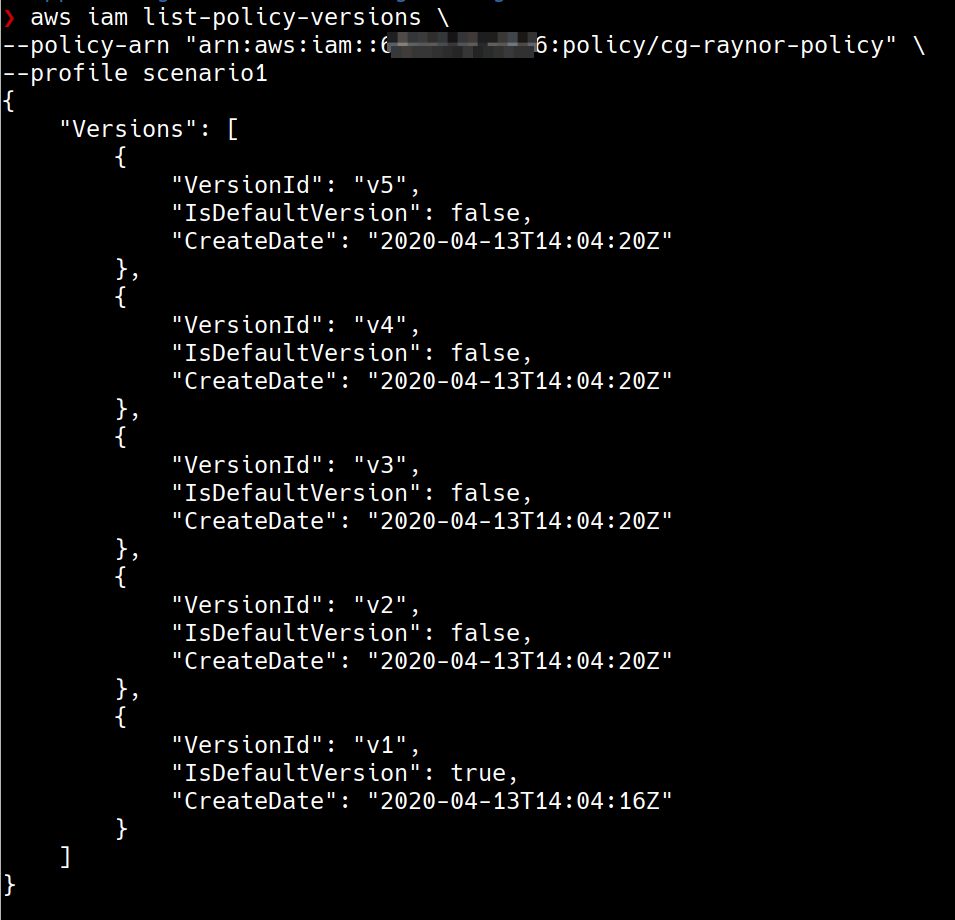 ❯ aws iam list-policy-versions \
--policy-arn "arn:aws:iam::6 6:policy/cg-raynor-policy" \
--profile scenario1
{
    "Versions": [
        {
            "VersionId": "v5",
            "IsDefaultVersion": false,
            "CreateDate": "2020-04-13T14:04:20Z"
        },
        {
            "VersionId": "v4",
            "IsDefaultVersion": false,
            "CreateDate": "2020-04-13T14:04:20Z"
        },
        {
            "VersionId": "v3",
            "IsDefaultVersion": false,
            "CreateDate": "2020-04-13T14:04:20Z"
        },
        {
            "VersionId": "v2",
            "IsDefaultVersion": false,
            "CreateDate": "2020-04-13T14:04:20Z"
        },
        {
            "VersionId": "v1",
            "IsDefaultVersion": true,
            "CreateDate": "2020-04-13T14:04:16Z"
        }
    ]
}